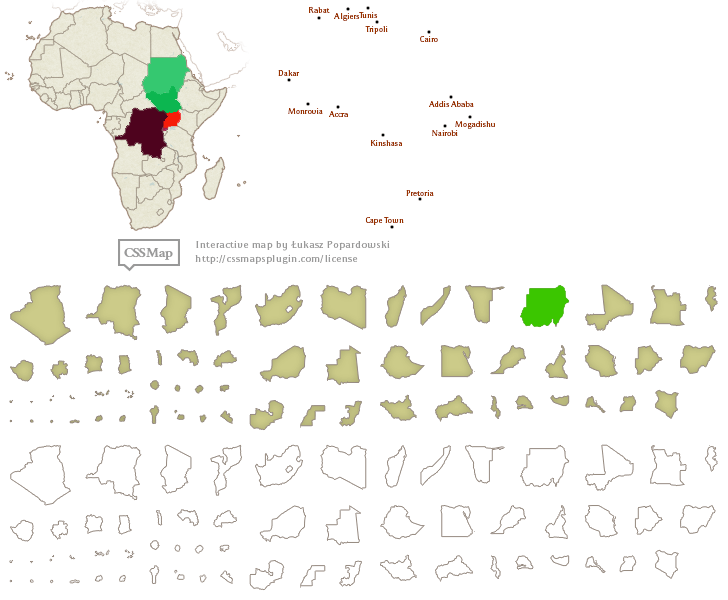 Rabat
Algiers
Tunis
Tripoli
Cairo
Dakar
Monrovia
Accra
Addis Ababa
Mogadishu
Nairobi
Kinshasa
Pretoria
Cape Town
CSSMap
Interactive map by Łukasz Popardowski
http://cssmapsplugin.com/license